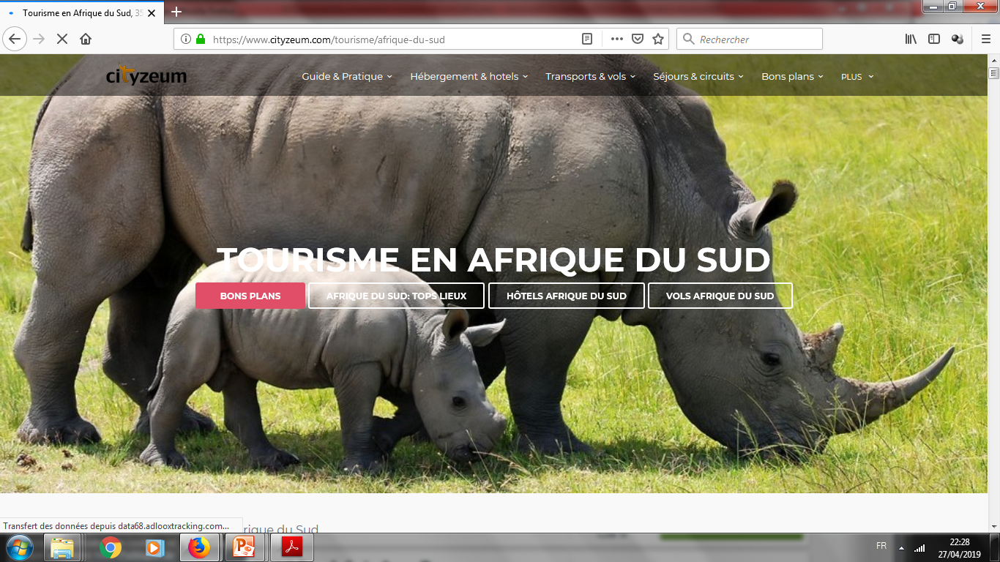 Tourisme en Afrique du Sud, 35
https://www.cityzeum.com/tourisme/afrique-du-sud
Rechercher
cityzeum
Guide & Pratique
Hébergement & hotels
Transports & vols
Séjours & circuits
Bons plans
PLUS
TOURISME EN AFRIQUE DU SUD
BONS PLANS
AFRIQUE DU SUD: TOPS LIEUX
HÔTELS AFRIQUE DU SUD
VOLS AFRIQUE DU SUD
Transfert des données depuis data68.adlooxtracking.com...
rique du Sud
FR
22:28
27/04/2019